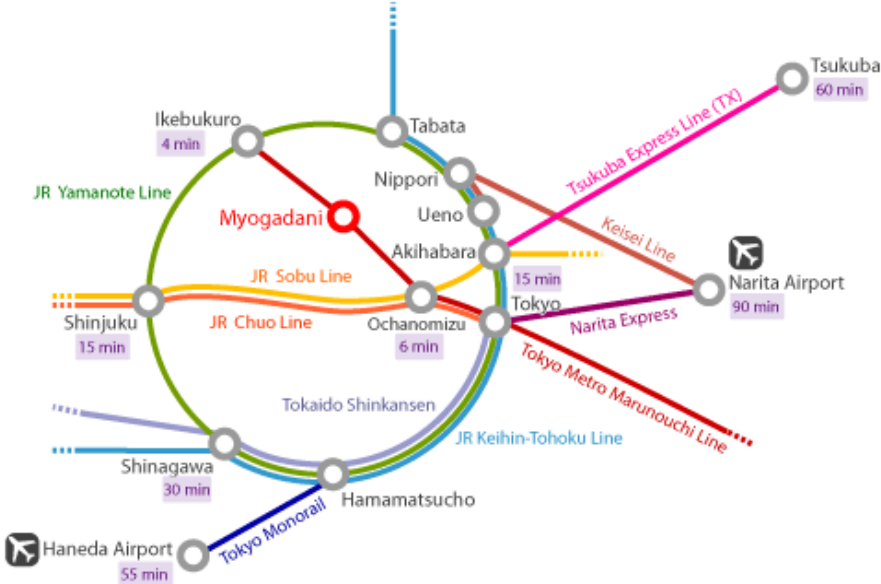 Tsukuba
60 min
Tsukuba Express Line (TX)
Ikebukuro
4 min
Tabata
Nippori
JR Yamanote Line
Ueno
Myogadani
Keisei Line
Akihabara
15 min
JR Sobu Line
Narita Airport
90 min
Tokyo
Shinjuku
15 min
JR Chuo Line
Ochanomizu
6 min
Narita Express
Tokyo Metro Marunouchi Line
Tokaido Shinkansen
JR Keihin-Tohoku Line
Shinagawa
30 min
Hamamatsucho
Tokyo Monorail
Haneda Airport
55 min